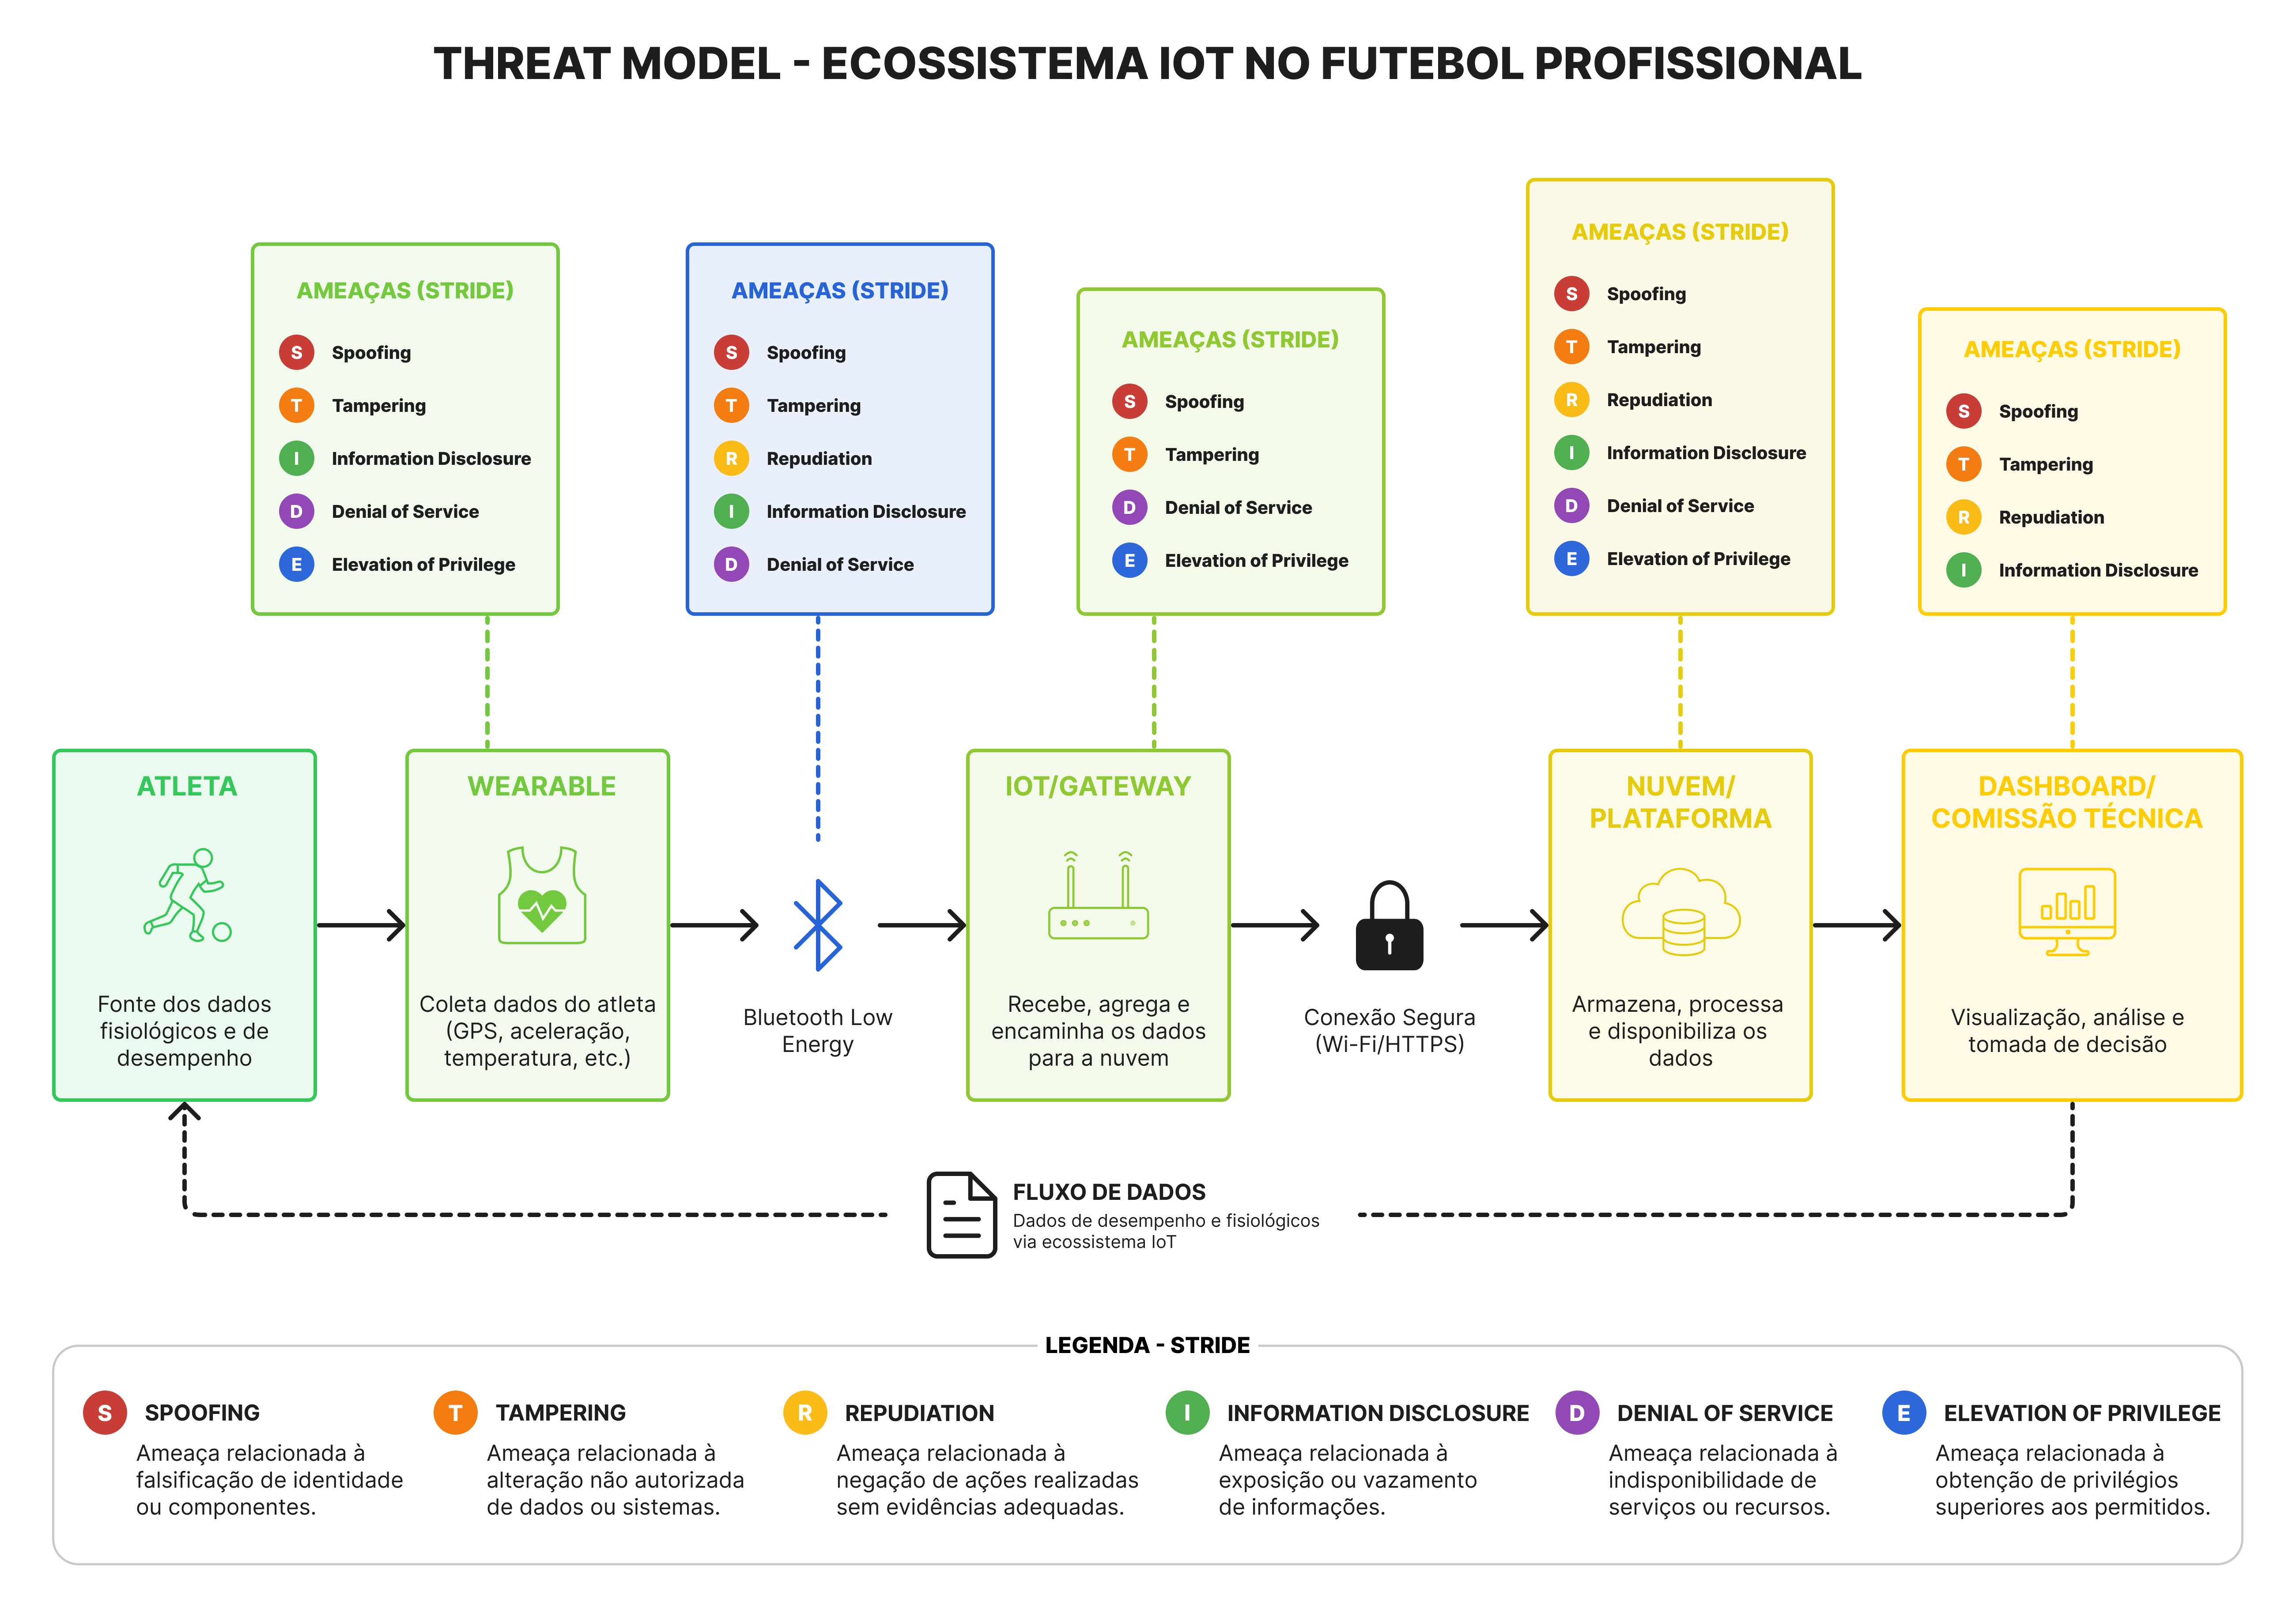 THREAT MODEL - ECOSSISTEMA IOT NO FUTEBOL PROFISSIONAL
AMEAÇAS (STRIDE)
S Spoofing
T Tampering
I Information Disclosure
D Denial of Service
E Elevation of Privilege
AMEAÇAS (STRIDE)
S Spoofing
T Tampering
R Repudiation
I Information Disclosure
D Denial of Service
AMEAÇAS (STRIDE)
S Spoofing
T Tampering
D Denial of Service
E Elevation of Privilege
AMEAÇAS (STRIDE)
S Spoofing
T Tampering
R Repudiation
I Information Disclosure
D Denial of Service
E Elevation of Privilege
AMEAÇAS (STRIDE)
S Spoofing
T Tampering
R Repudiation
I Information Disclosure
ATLETA
Fonte dos dados
fisiológicos e de
desempenho
WEARABLE
Coleta dados do atleta
(GPS, aceleração,
temperatura, etc.)
Bluetooth Low
Energy
IOT/GATEWAY
Recebe, agrega e
encaminha os dados
para a nuvem
Conexão Segura
(Wi-Fi/HTTPS)
NUVEM/
PLATAFORMA
Armazena, processa
e disponibiliza os
dados
DASHBOARD/
COMISSÃO TÉCNICA
Visualização, análise e
tomada de decisão
FLUXO DE DADOS
Dados de desempenho e fisiológicos
via ecossistema IoT
LEGENDA - STRIDE
S SPOOFING
Ameaça relacionada à
falsificação de identidade
ou componentes.
T TAMPERING
Ameaça relacionada à
alteração não autorizada
de dados ou sistemas.
R REPUDIATION
Ameaça relacionada à
negação de ações realizadas
sem evidências adequadas.
I INFORMATION DISCLOSURE
Ameaça relacionada à
exposição ou vazamento
de informações.
D DENIAL OF SERVICE
Ameaça relacionada à
indisponibilidade de
serviços ou recursos.
E ELEVATION OF PRIVILEGE
Ameaça relacionada à
obtenção de privilégios
superiores aos permitidos.